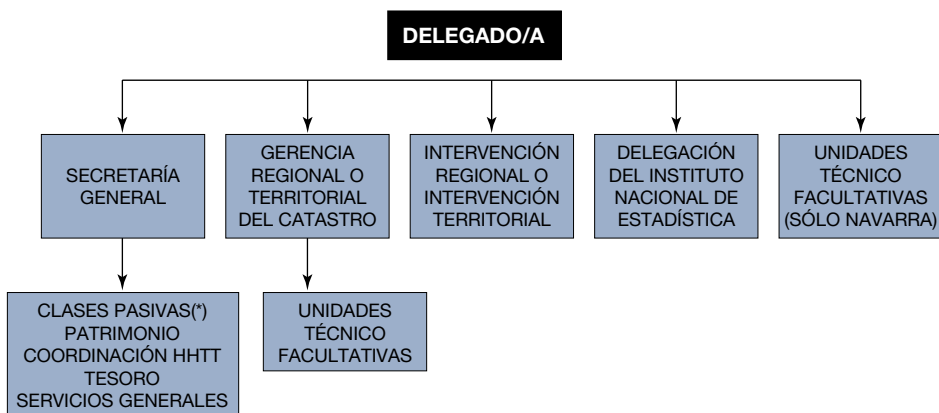 DELEGADO/A
SECRETARÍA
GENERAL
GERENCIA
REGIONAL O
TERRITORIAL
DEL CATASTRO
INTERVENCIÓN
REGIONAL O
INTERVENCIÓN
TERRITORIAL
DELEGACIÓN
DEL INSTITUTO
NACIONAL DE
ESTADÍSTICA
UNIDADES
TÉCNICO
FACULTATIVAS
(SÓLO NAVARRA)
CLASES PASIVAS(*)
PATRIMONIO
COORDINACIÓN HHTT
TESORO
SERVICIOS GENERALES
UNIDADES
TÉCNICO
FACULTATIVAS